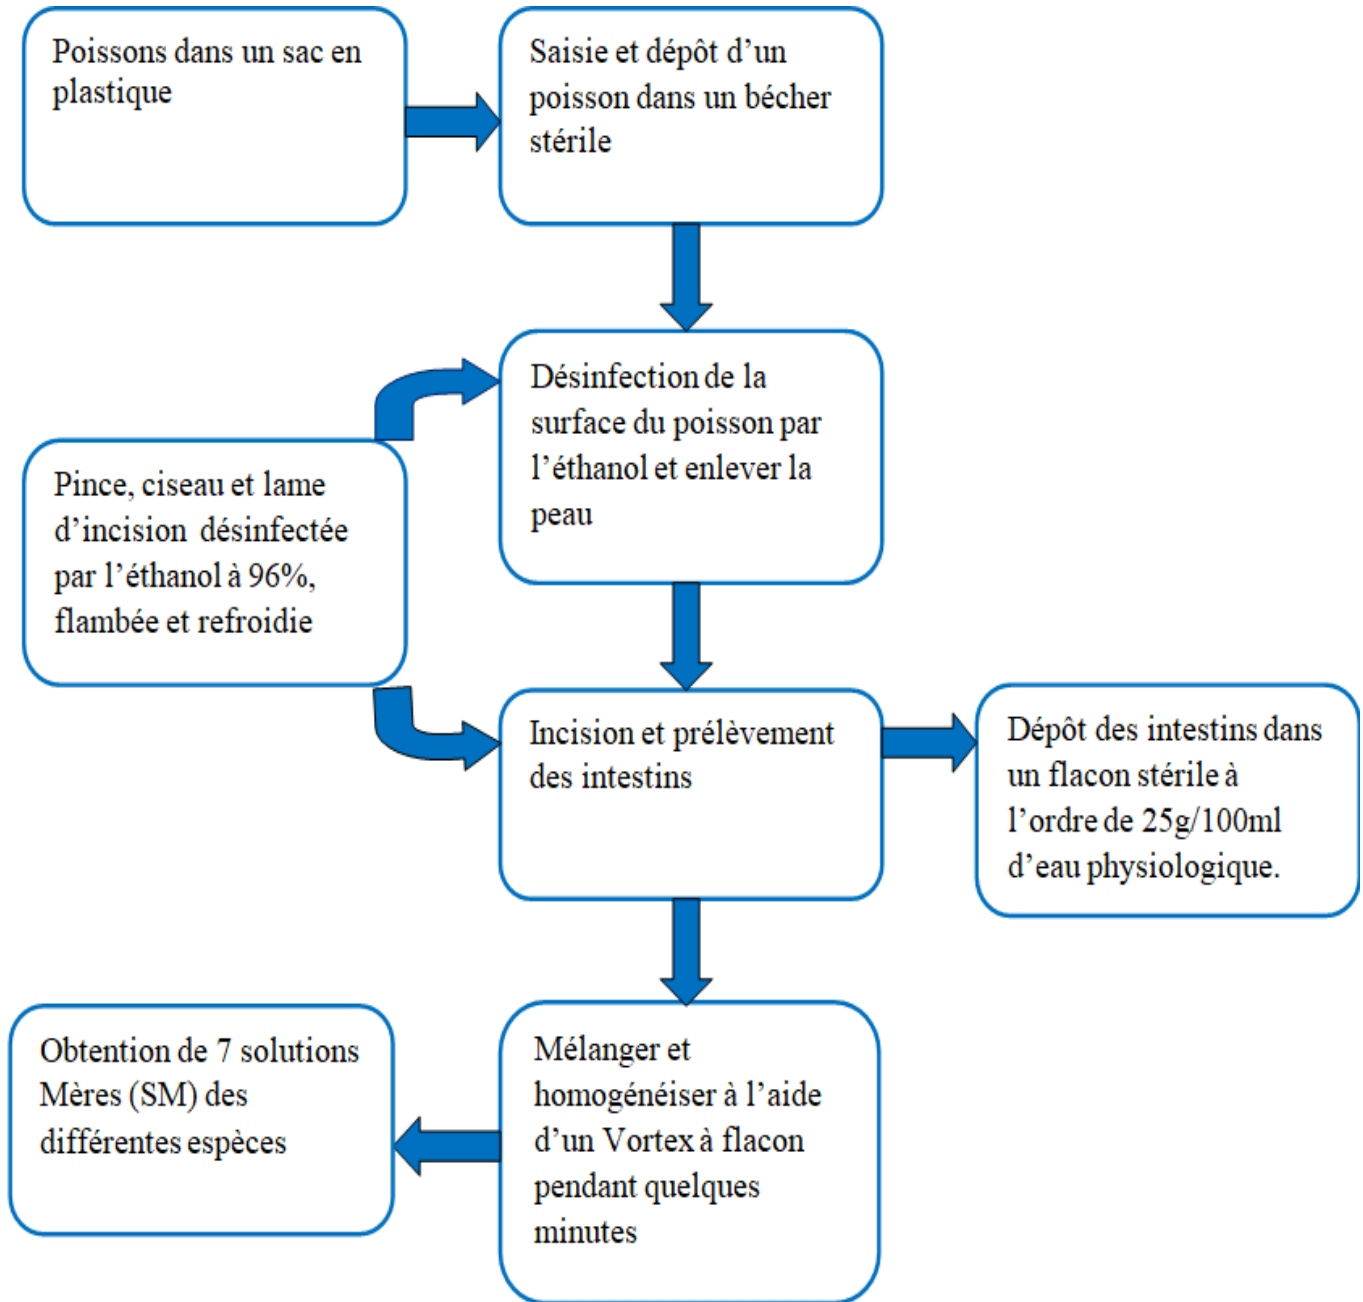 Poissons dans un sac en
plastique
Saisie et dépôt d’un
poisson dans un bécher
stérile
Désinfection de la
surface du poisson par
l’éthanol et enlever la
peau
Pince, ciseau et lame
d’incision désinfectée
par l’éthanol à 96%,
flambée et refroidie
Incision et prélèvement
des intestins
Dépôt des intestins dans
un flacon stérile à
l’ordre de 25g/100ml
d’eau physiologique.
Mélanger et
homogénéiser à l’aide
d’un Vortex à flacon
pendant quelques
minutes
Obtention de 7 solutions
Mères (SM) des
différentes espèces